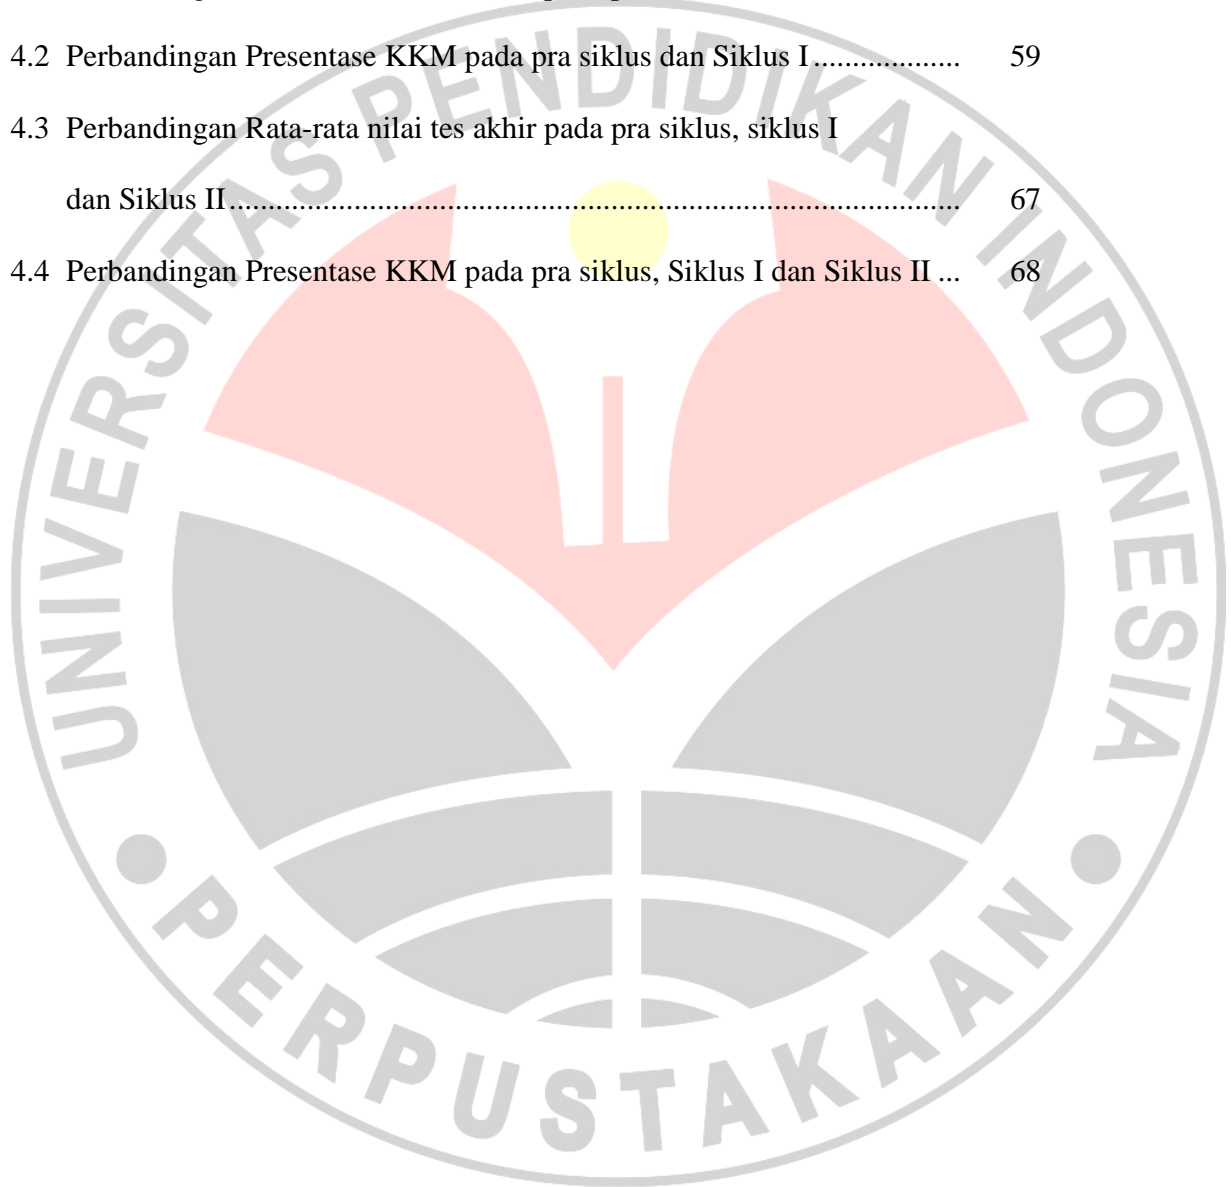 4.2 Perbandingan Presentase KKM pada pra siklus dan Siklus I ................... 59
4.3 Perbandingan Rata-rata nilai tes akhir pada pra siklus, siklus I
dan Siklus II ................................................................................................ 67
4.4 Perbandingan Presentase KKM pada pra siklus, Siklus I dan Siklus II ... 68
UNIVERSITAS PENDIDIKAN INDONESIA
PERPUSTAKAAN